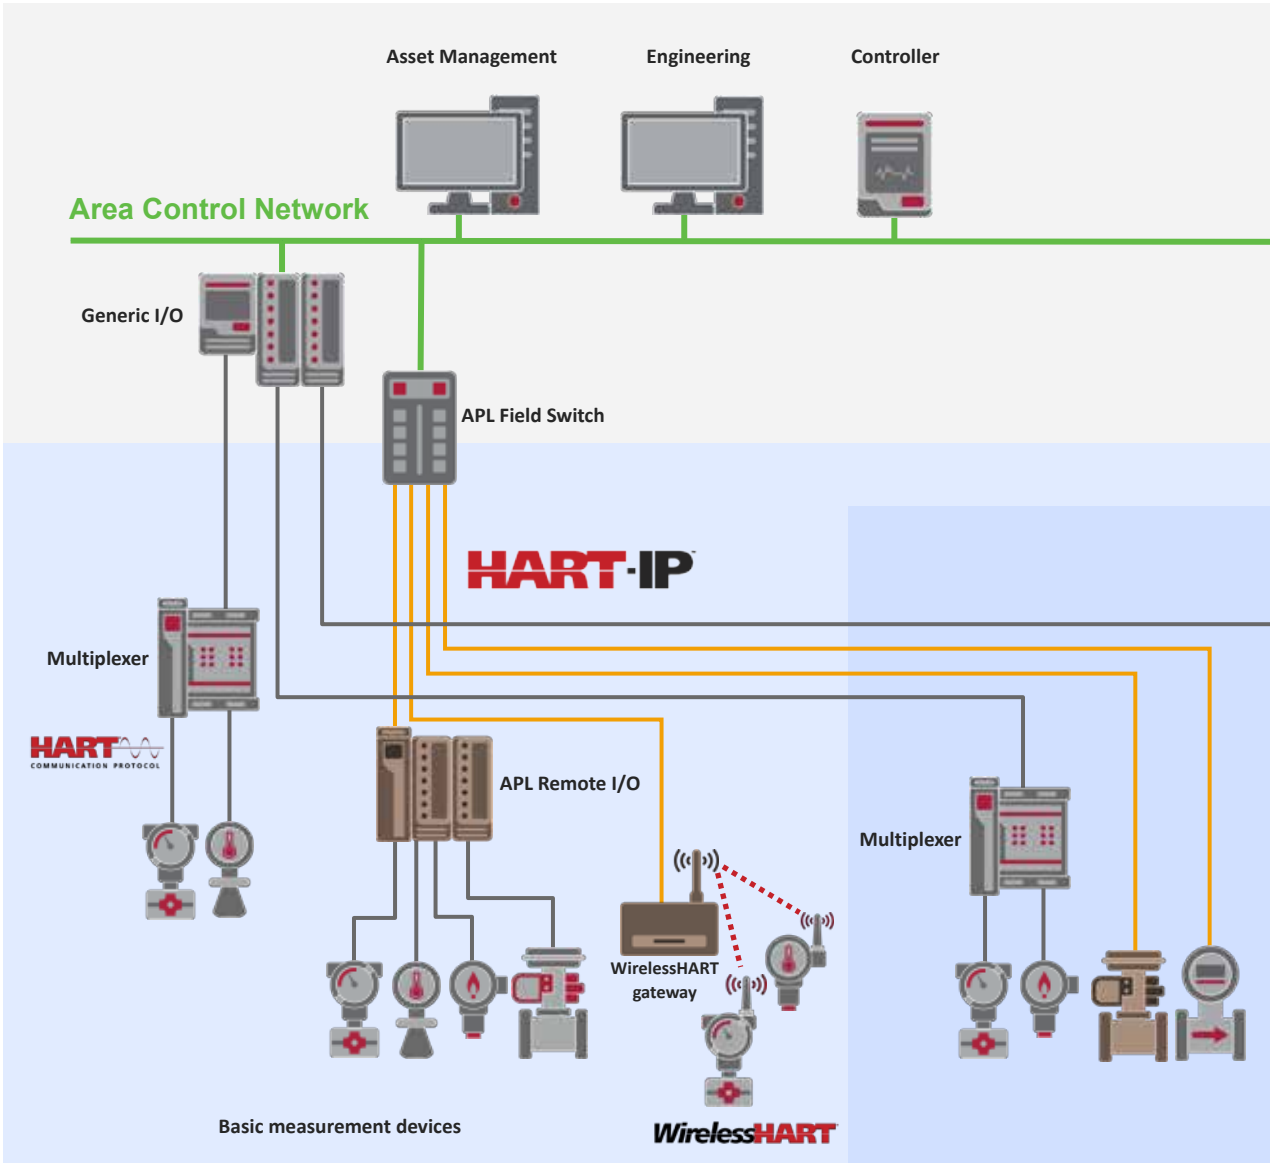 Asset Management
Engineering
Controller
Area Control Network
Generic I/O
APL Field Switch
HART-IP™
Multiplexer
HART
COMMUNICATION PROTOCOL
APL Remote I/O
Multiplexer
WirelessHART
gateway
Basic measurement devices
WirelessHART